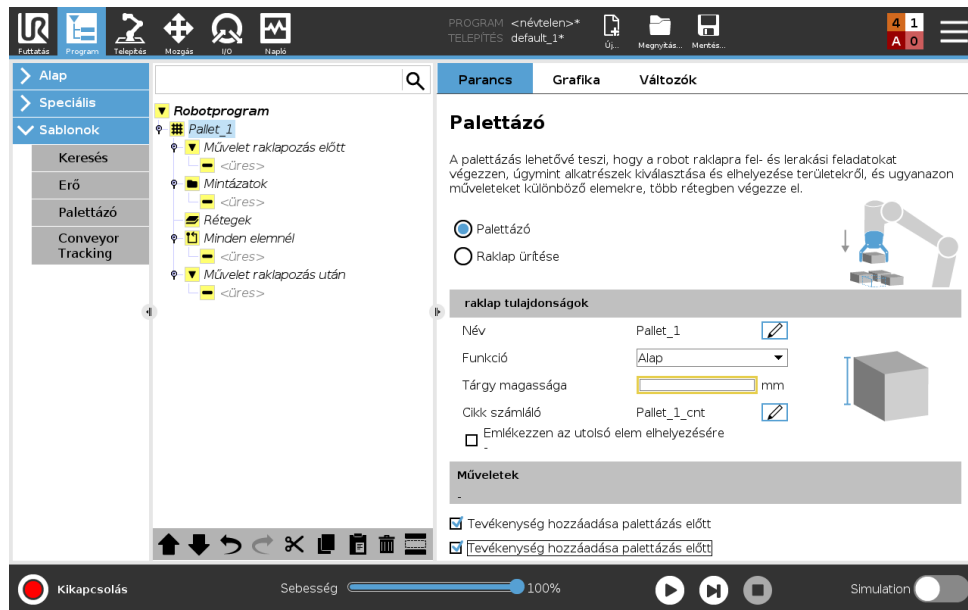 PROGRAM <névtelen>*
TELEPÍTÉS default_1*
Futtatás
Program
Telepítés
Mozgás
I/O
Napló
Új...
Megnyitás...
Mentés...
4 1
A 0
Alap
Speciális
Sablonok
Keresés
Erő
Palettázó
Conveyor
Tracking
Robotprogram
Pallet_1
Művelet raklapozás előtt
<üres>
Mintázatok
<üres>
Rétegek
Minden elemnél
<üres>
Művelet raklapozás után
<üres>
Parancs
Grafika
Változók
Palettázó
A palettázás lehetővé teszi, hogy a robot raklapra fel- és lerakási feladatokat
végezzen, úgymint alkatrészek kiválasztása és elhelyezése területekről, és ugyanazon
műveleteket különböző elemekre, több rétegben végezze el.
Palettázó
Raklap ürítése
raklap tulajdonságok
Név Pallet_1
Funkció Alap
Tárgy magassága mm
Cikk számláló Pallet_1_cnt
Emlékezzen az utolsó elem elhelyezésére
-
Műveletek
-
Tevékenység hozzáadása palettázás előtt
Tevékenység hozzáadása palettázás előtt
Kikapcsolás
Sebesség
100%
Simulation